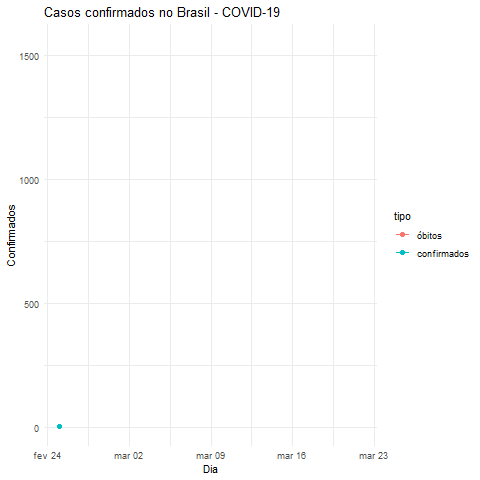 Casos confirmados no Brasil - COVID-19
1500
1000
500
0
Confirmados
fev 24
mar 02
mar 09
mar 16
mar 23
Dia
tipo
óbitos
confirmados